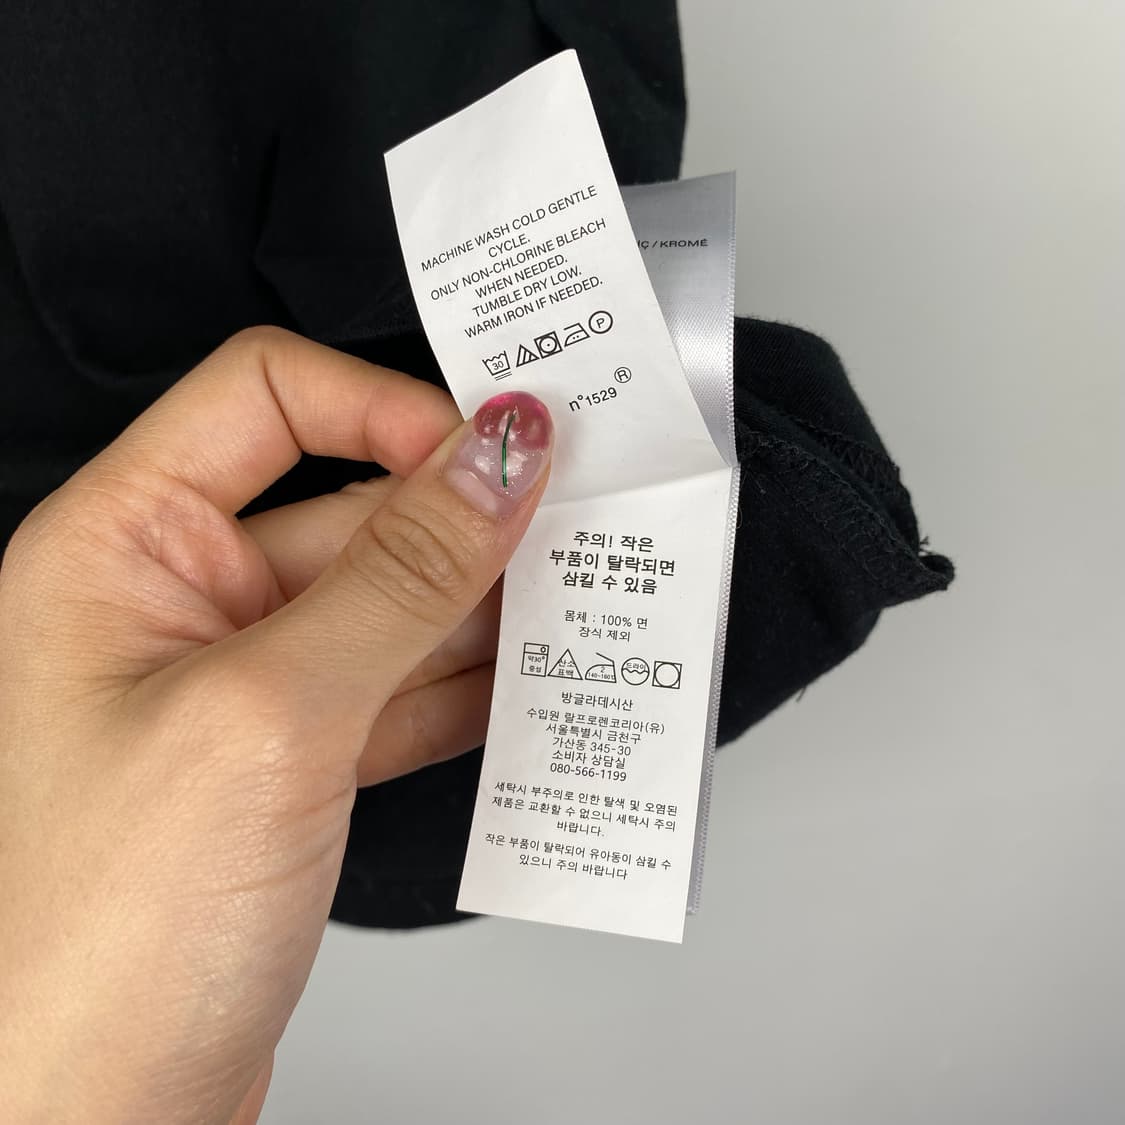 MACHINE WASH COLD GENTLE
CYCLE.
ONLY NON-CHLORINE BLEACH
WHEN NEEDED.
TUMBLE DRY LOW.
WARM IRON IF NEEDED.
30
P
®
n°1529
/ KROMÉ
주의! 작은
부품이 탈락되면
삼킬 수 있음
몸체 : 100% 면
장식 제외
약30° 중성
산소 표백
2 140~160℃
드라이
방글라데시산
수입원 랄프로렌코리아(유)
서울특별시 금천구
가산동 345-30
소비자 상담실
080-566-1199
세탁시 부주의로 인한 탈색 및 오염된
제품은 교환할 수 없으니 세탁시 주의
바랍니다.
작은 부품이 탈락되어 유아동이 삼킬 수
있으니 주의 바랍니다